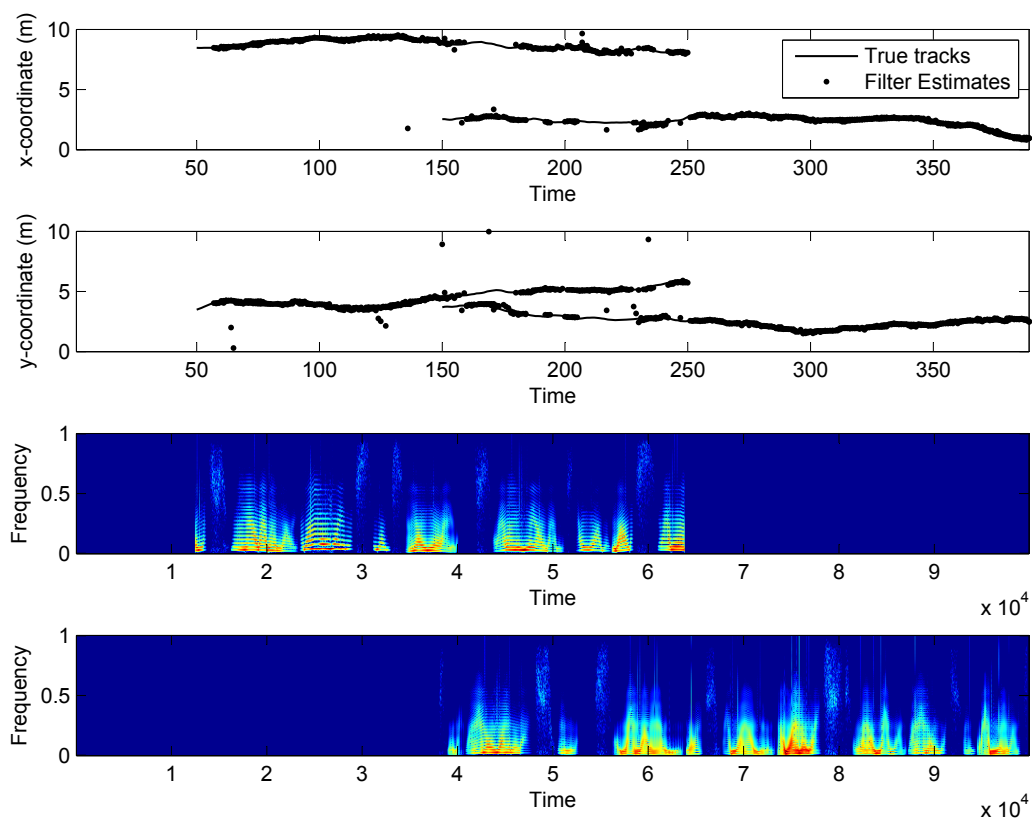 x-coordinate (m)
10
5
0
True tracks
Filter Estimates
50 100 150 200 250 300 350
Time
y-coordinate (m)
10
5
0
50 100 150 200 250 300 350
Time
Frequency
1
0.5
0
1 2 3 4 5 6 7 8 9
Time
x 10^4
Frequency
1
0.5
0
1 2 3 4 5 6 7 8 9
Time
x 10^4